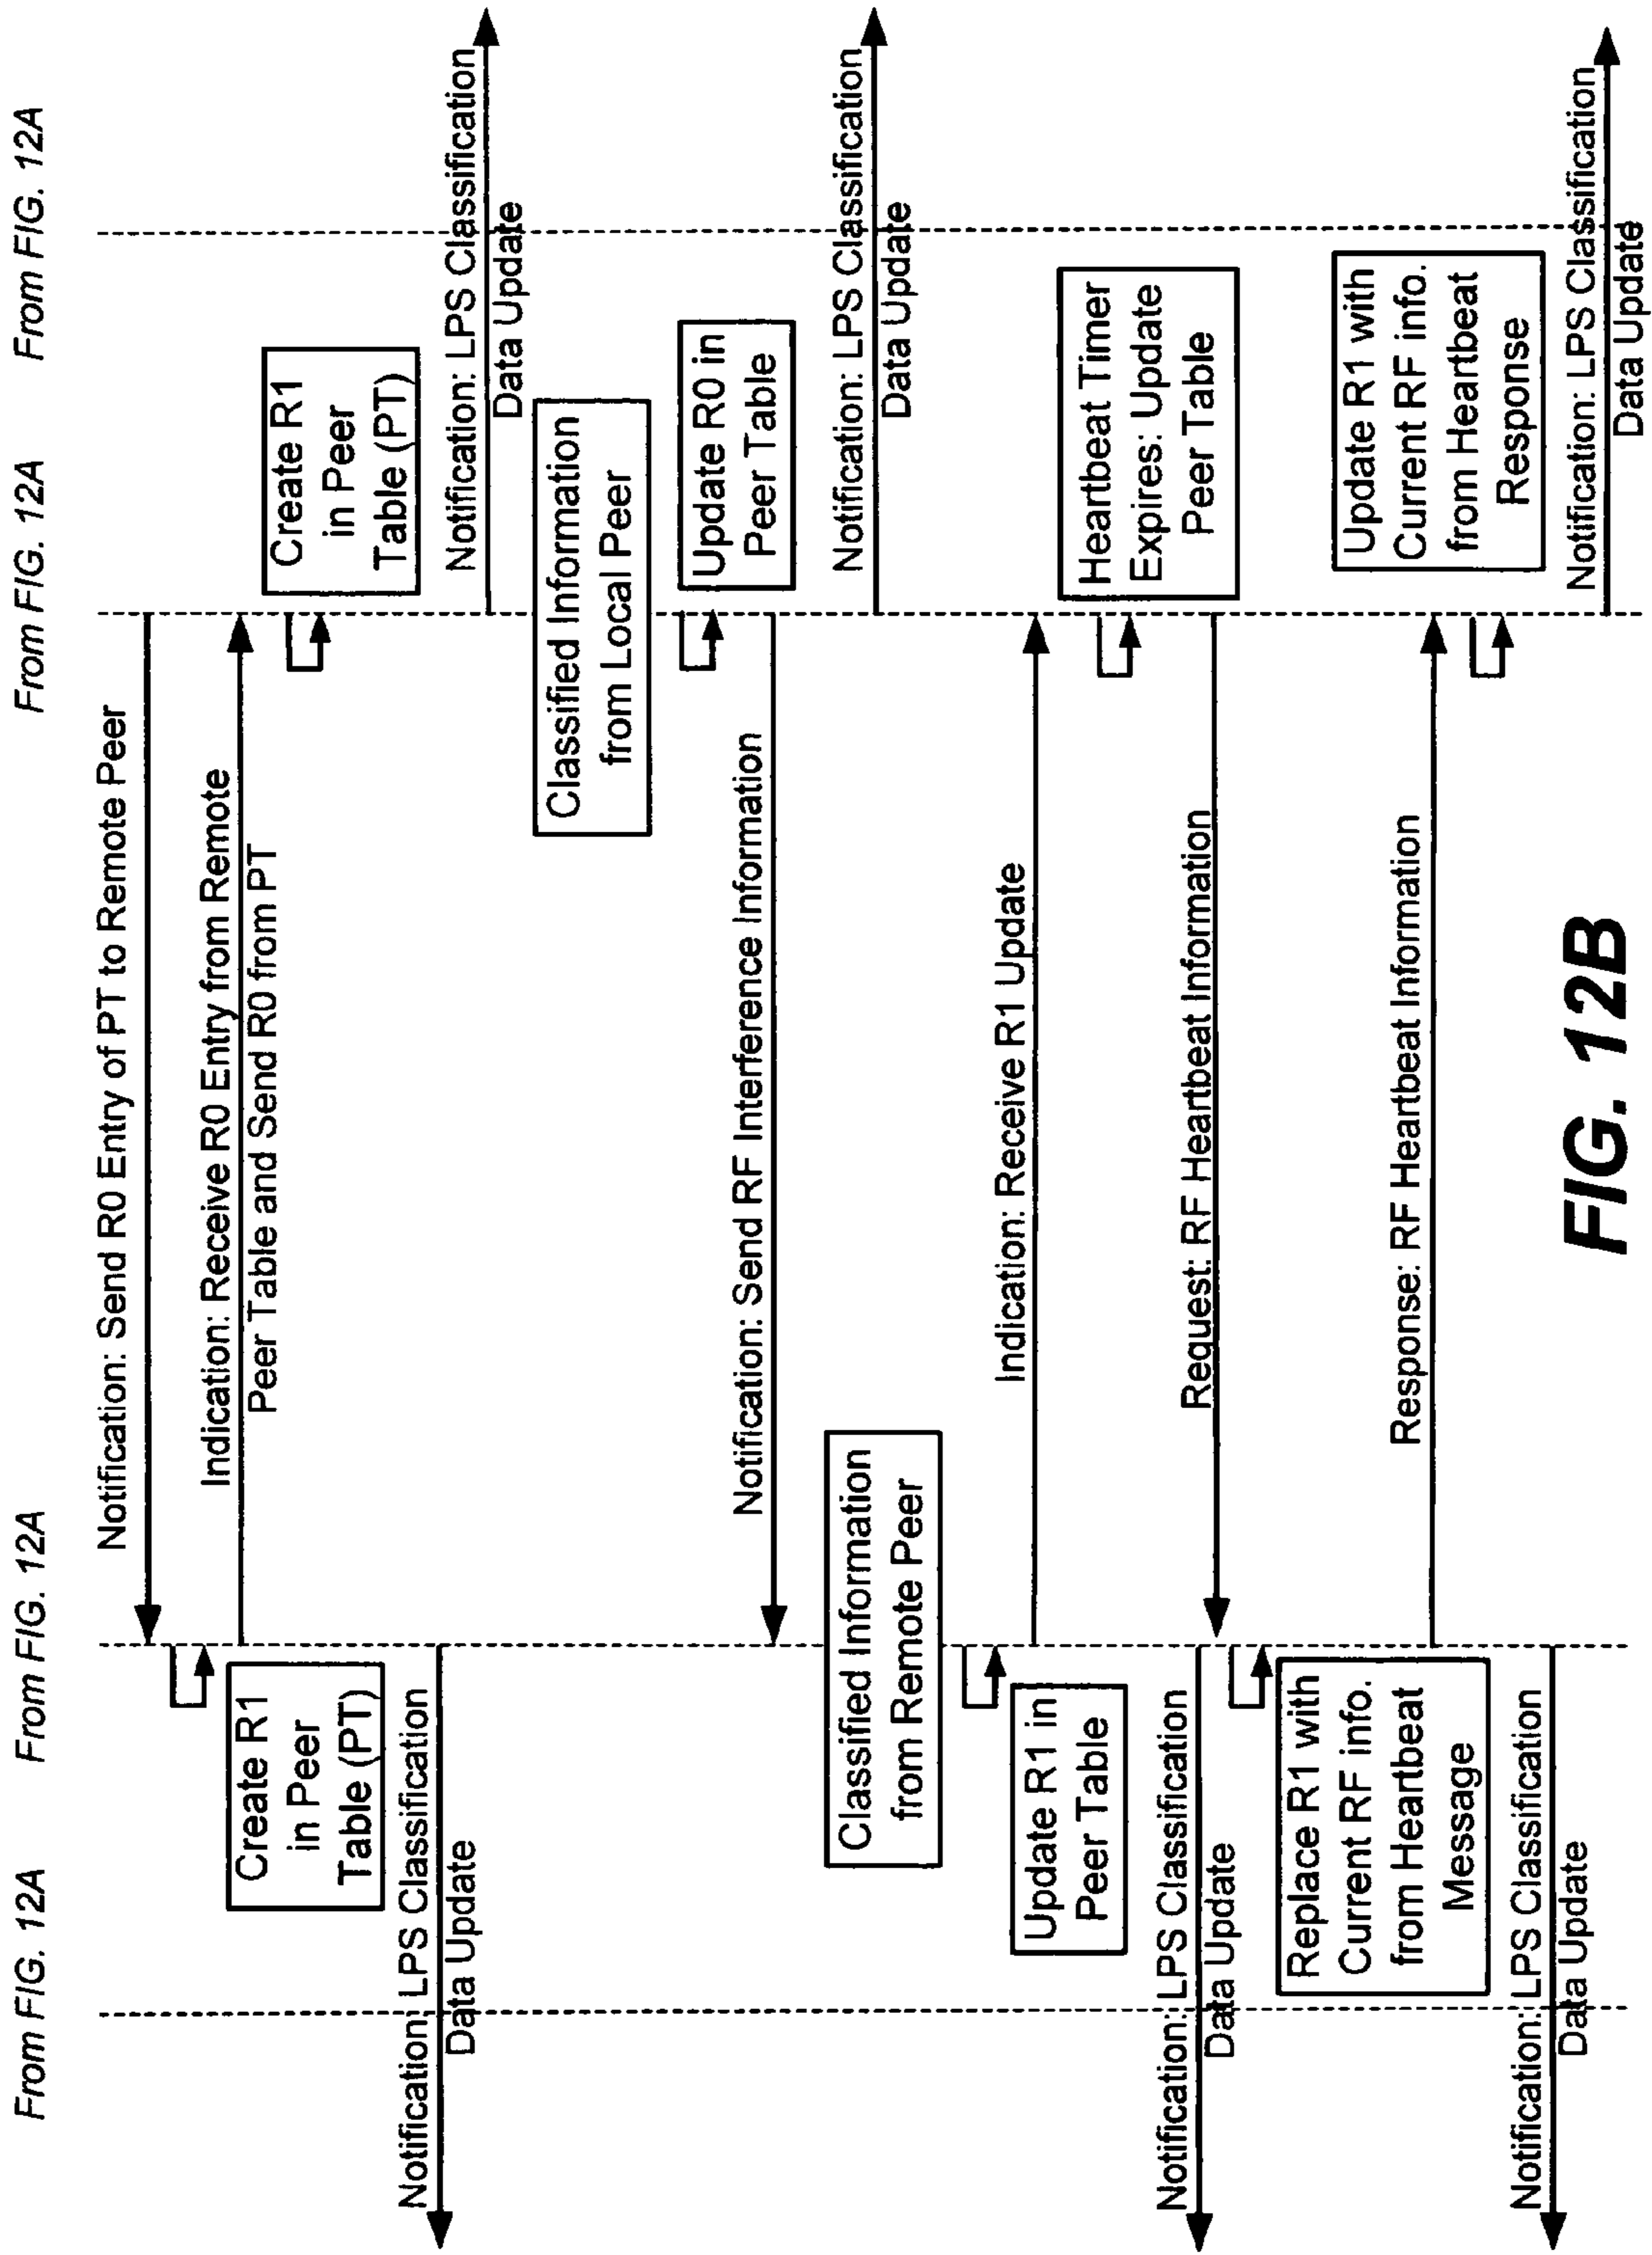 From FIG. 12A
From FIG. 12A
From FIG. 12A
From FIG. 12A
Notification: Send R0 Entry of PT to Remote Peer
Indication: Receive R0 Entry from Remote
Peer Table and Send R0 from PT
Create R1
in Peer
Table (PT)
Create R1
in Peer
Table (PT)
Notification: LPS Classification
Data Update
Notification: LPS Classification
Data Update
Classified Information
from Local Peer
Update R0 in
Peer Table
Notification: Send RF Interference Information
Notification: LPS Classification
Data Update
Classified Information
from Remote Peer
Indication: Receive R1 Update
Update R1 in
Peer Table
Heartbeat Timer
Expires: Update
Peer Table
Notification: LPS Classification
Data Update
Request: RF Heartbeat Information
Replace R1 with
Current RF info.
from Heartbeat
Message
Response: RF Heartbeat Information
Update R1 with
Current RF info.
from Heartbeat
Response
Notification: LPS Classification
Data Update
Notification: LPS Classification
Data Update
FIG. 12B